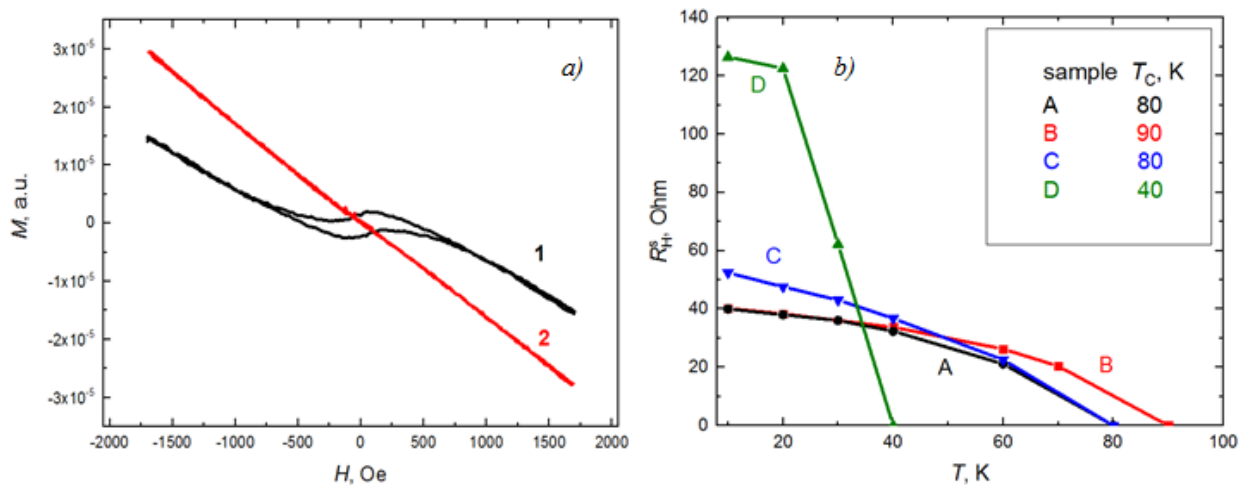 a)
3x10⁻⁵
2x10⁻⁵
1x10⁻⁵
0
-1x10⁻⁵
-2x10⁻⁵
-3x10⁻⁵
M, a.u.
1
2
-2000 -1500 -1000 -500 0 500 1000 1500 2000
H, Oe
b)
140
120
100
80
60
40
20
0
R_H^s, Ohm
sample T_C, K
A 80
B 90
C 80
D 40
D
C
A
B
20 40 60 80 100
T, K